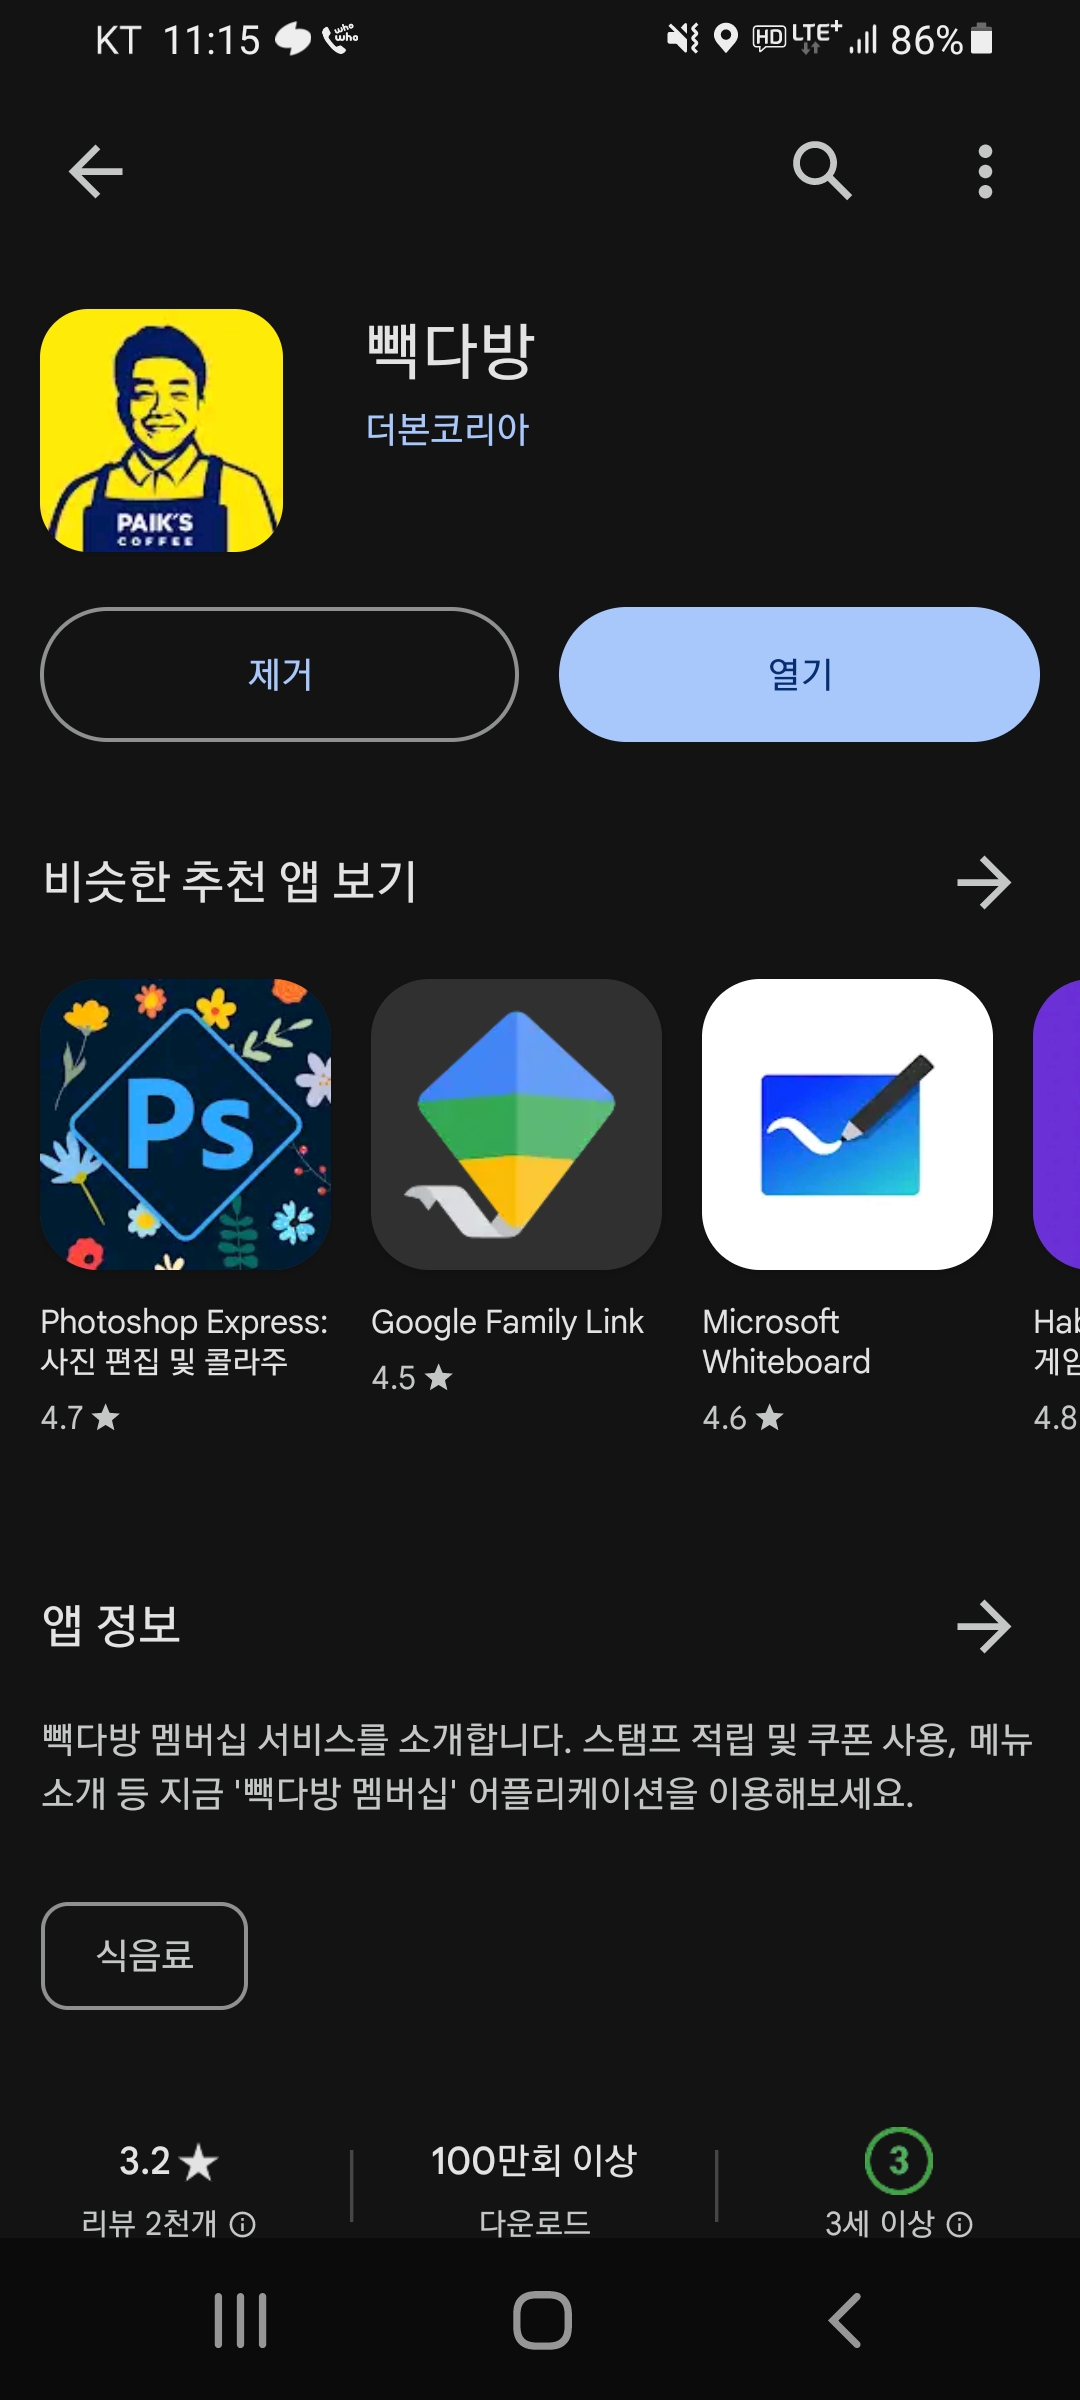 KT 11:15 who who HD LTE+ 86%
빽다방
더본코리아
PAIK'S
COFFEE
제거
열기
비슷한 추천 앱 보기
Ps
Photoshop Express:
사진 편집 및 콜라주
4.7 ★
Google Family Link
4.5 ★
Microsoft
Whiteboard
4.6 ★
Hab
게임
4.8
앱 정보
빽다방 멤버십 서비스를 소개합니다. 스탬프 적립 및 쿠폰 사용, 메뉴
소개 등 지금 '빽다방 멤버십' 어플리케이션을 이용해보세요.
식음료
3.2★
리뷰 2천개
100만회 이상
다운로드
3
3세 이상